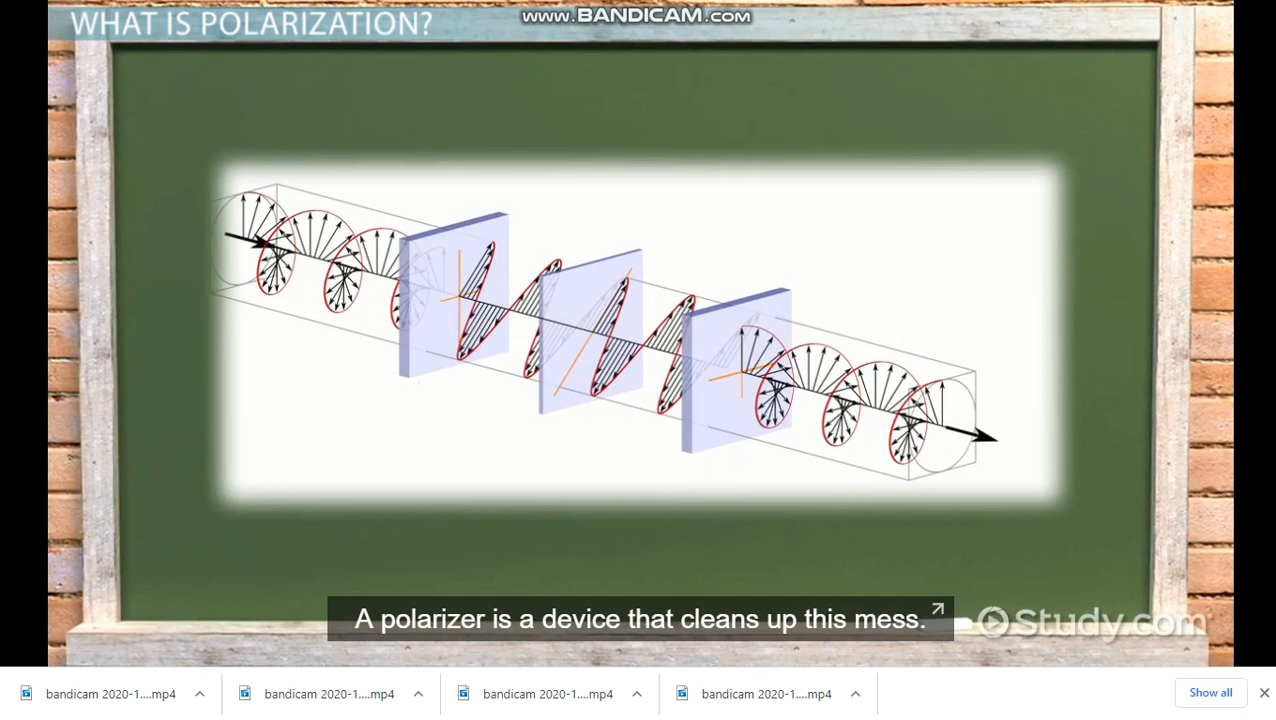 WHAT IS POLARIZATION?
www.BANDICAM.com
A polarizer is a device that cleans up this mess.
Study.com
bandicam 2020-1....mp4
bandicam 2020-1....mp4
bandicam 2020-1....mp4
bandicam 2020-1....mp4
Show all